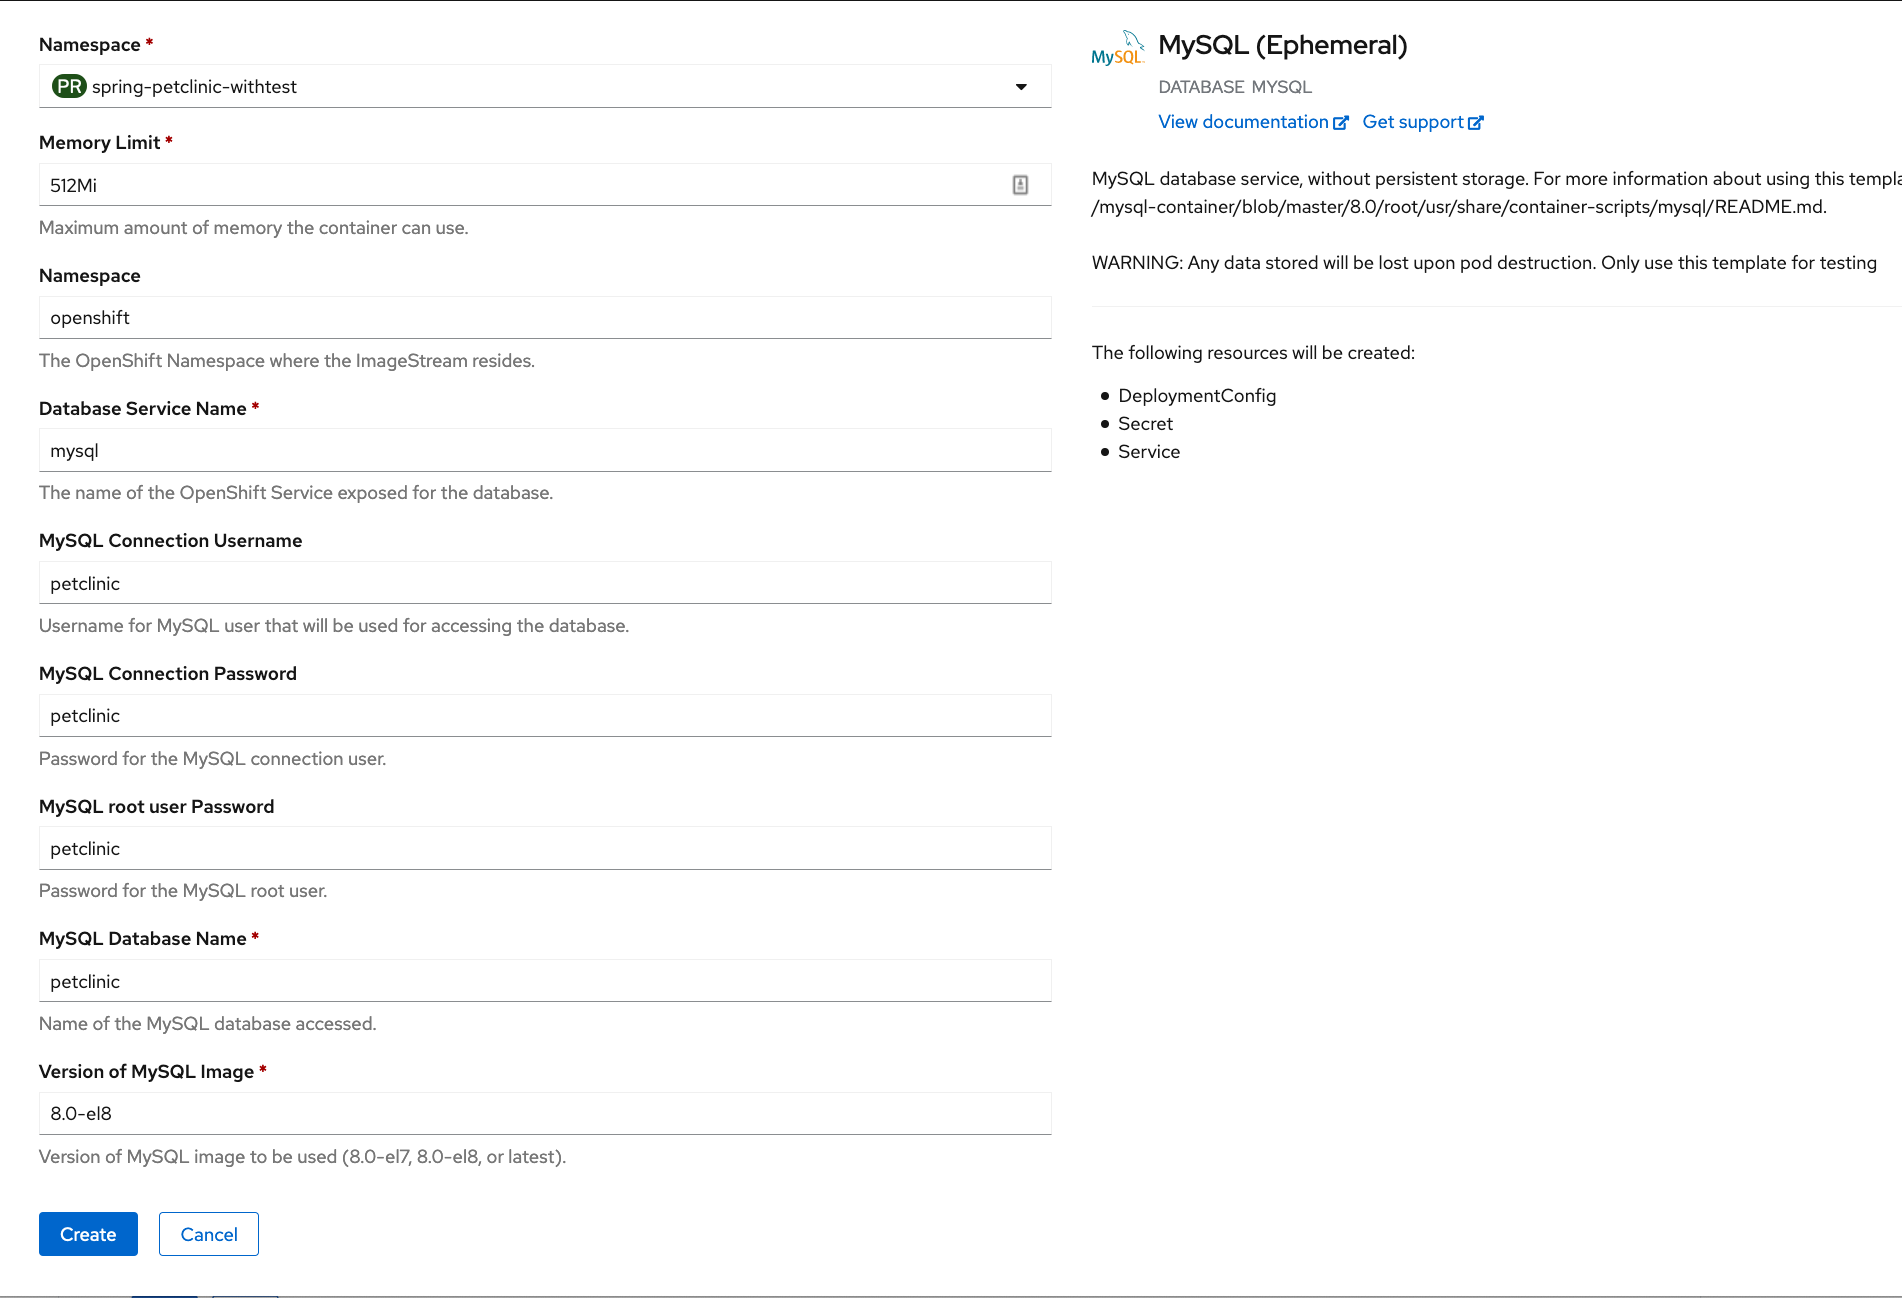 Namespace *
PR spring-petclinic-withtest
Memory Limit *
512Mi
Maximum amount of memory the container can use.
Namespace
openshift
The OpenShift Namespace where the ImageStream resides.
Database Service Name *
mysql
The name of the OpenShift Service exposed for the database.
MySQL Connection Username
petclinic
Username for MySQL user that will be used for accessing the database.
MySQL Connection Password
petclinic
Password for the MySQL connection user.
MySQL root user Password
petclinic
Password for the MySQL root user.
MySQL Database Name *
petclinic
Name of the MySQL database accessed.
Version of MySQL Image *
8.0-el8
Version of MySQL image to be used (8.0-el7, 8.0-el8, or latest).
Create Cancel
MySQL MySQL (Ephemeral)
DATABASE MYSQL
View documentation Get support
MySQL database service, without persistent storage. For more information about using this templa
/mysql-container/blob/master/8.0/root/usr/share/container-scripts/mysql/README.md.
WARNING: Any data stored will be lost upon pod destruction. Only use this template for testing
The following resources will be created:
• DeploymentConfig
• Secret
• Service